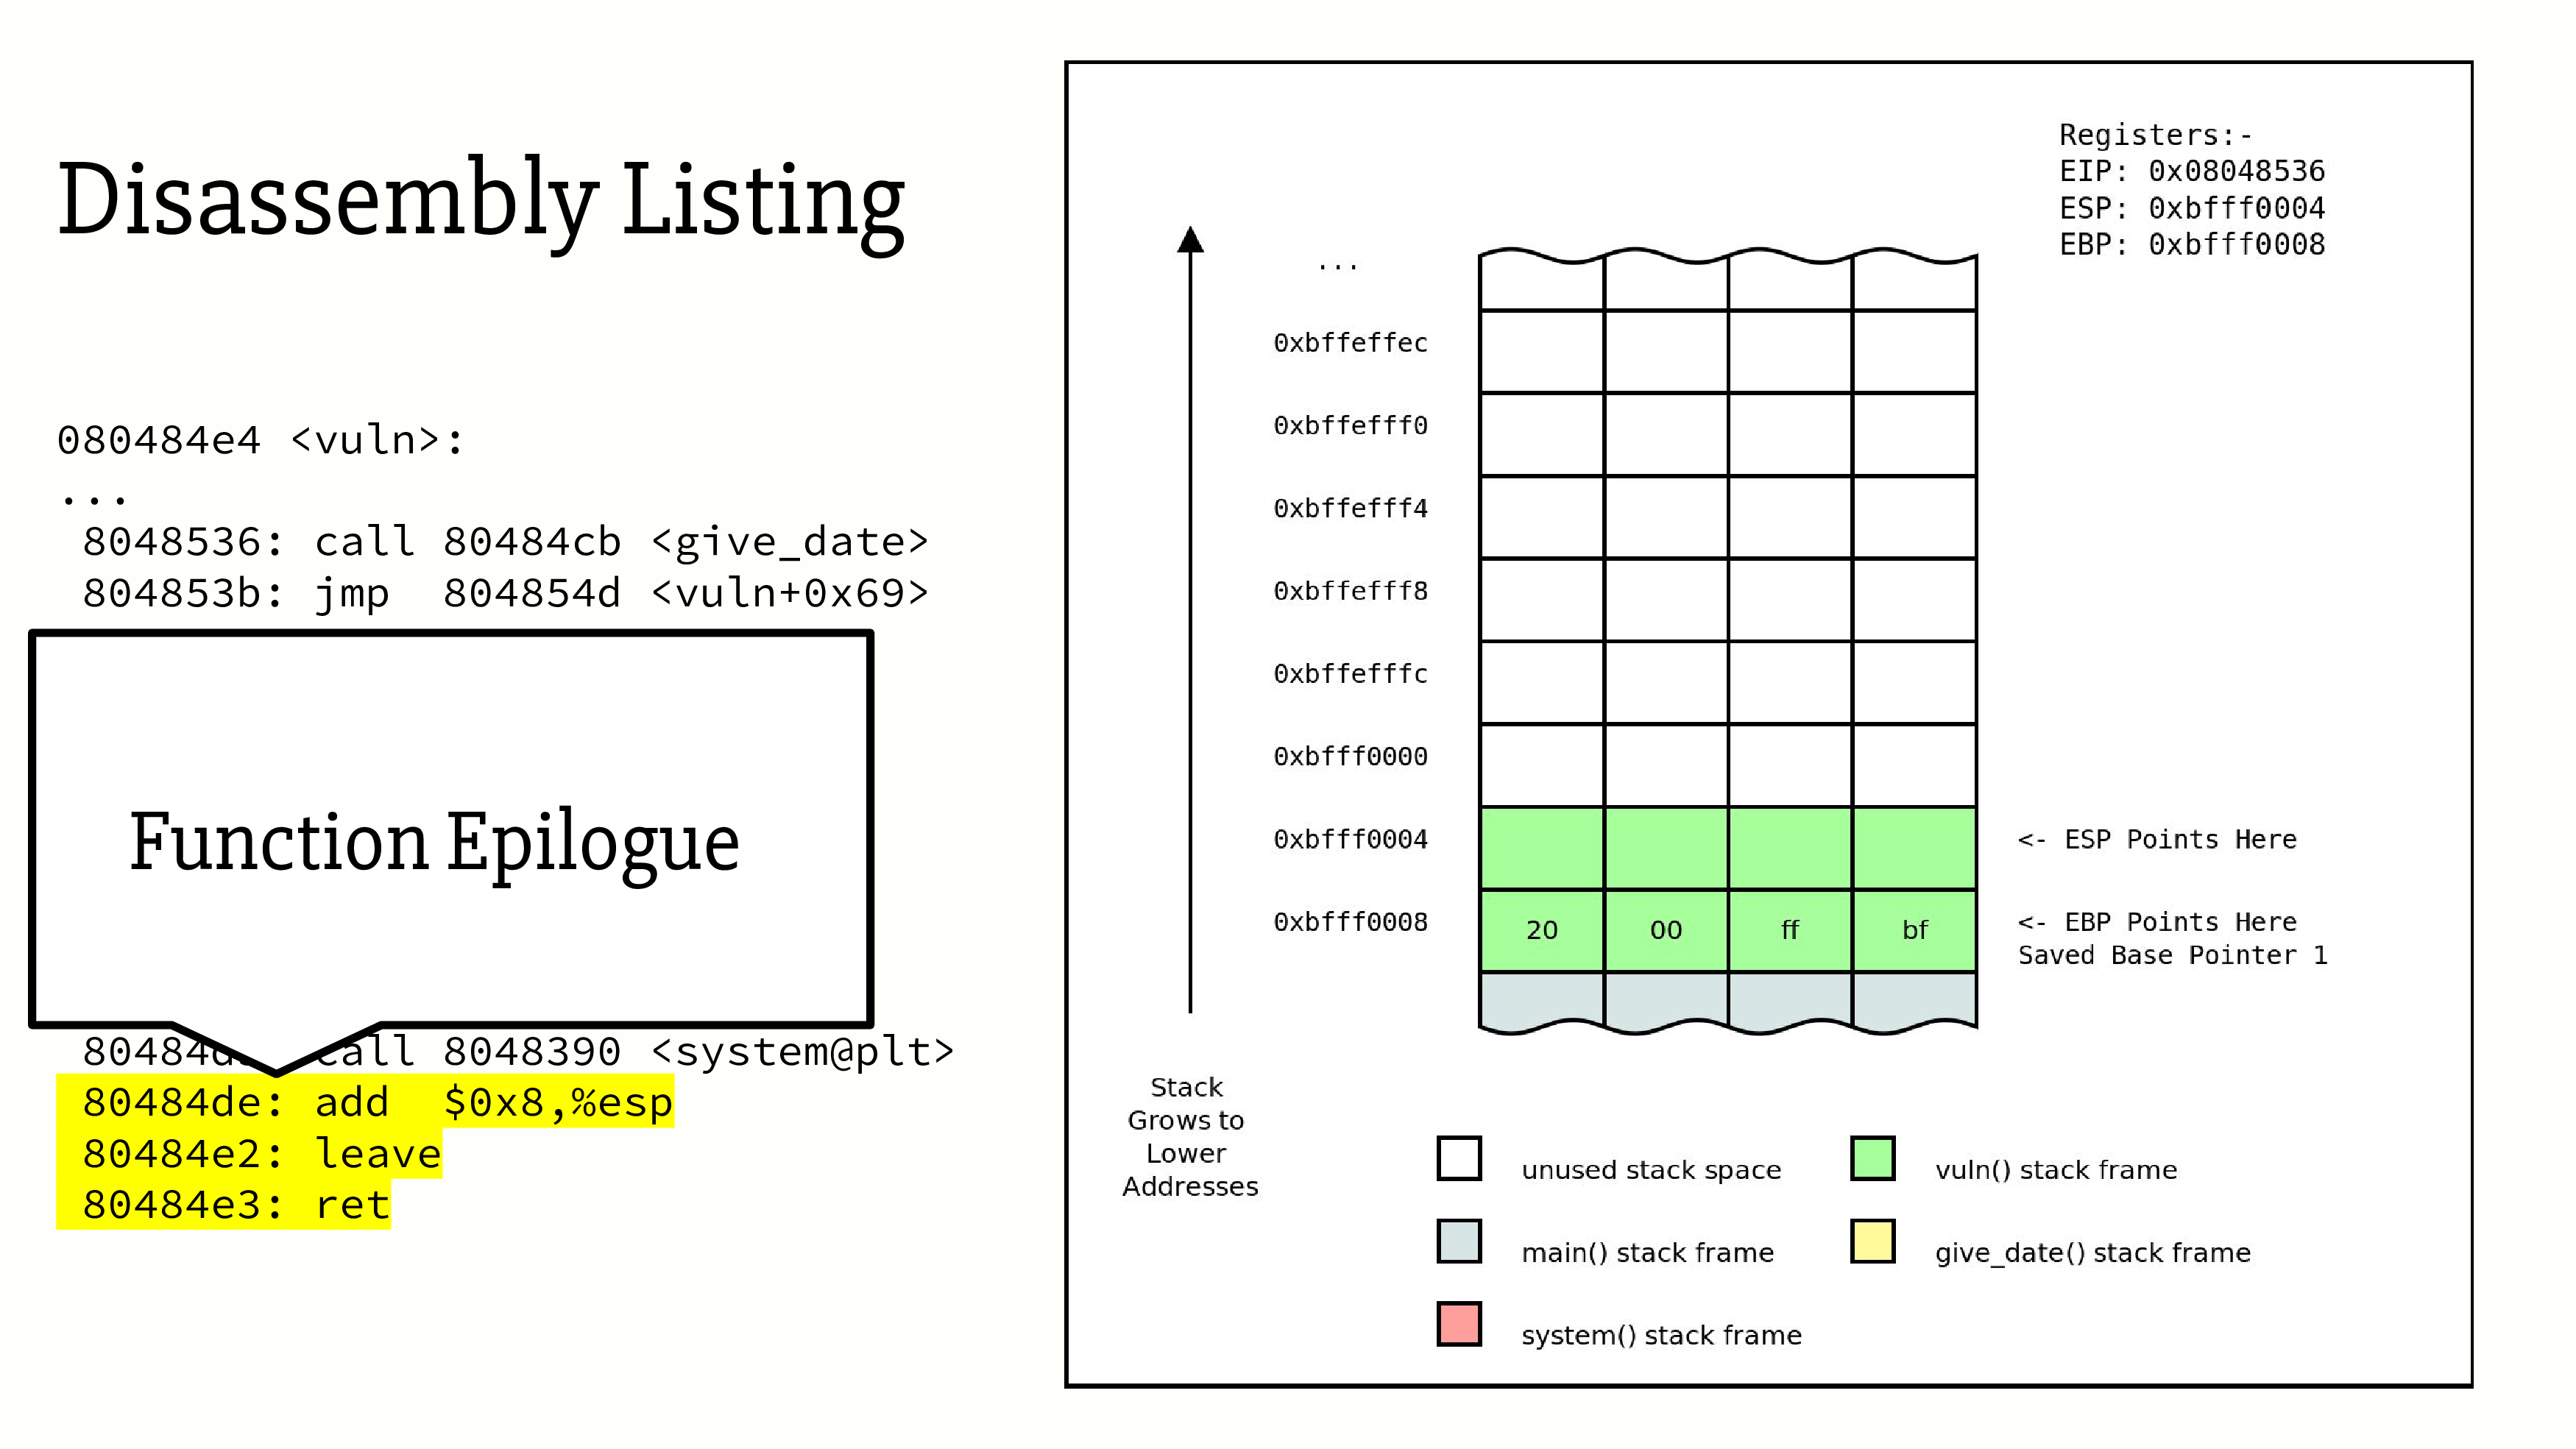 Disassembly Listing
080484e4 <vuln>:
...
8048536: call 80484cb <give_date>
804853b: jmp 804854d <vuln+0x69>
Function Epilogue
call 8048390 <system@plt>
80484de: add $0x8,%esp
80484e2: leave
80484e3: ret
Registers:-
EIP: 0x08048536
ESP: 0xbfff0004
EBP: 0xbfff0008
...
0xbffeffec
0xbffefff0
0xbffefff4
0xbffefff8
0xbffefffc
0xbfff0000
0xbfff0004 <- ESP Points Here
0xbfff0008 20 00 ff bf <- EBP Points Here
Saved Base Pointer 1
Stack
Grows to
Lower
Addresses
unused stack space
vuln() stack frame
main() stack frame
give_date() stack frame
system() stack frame